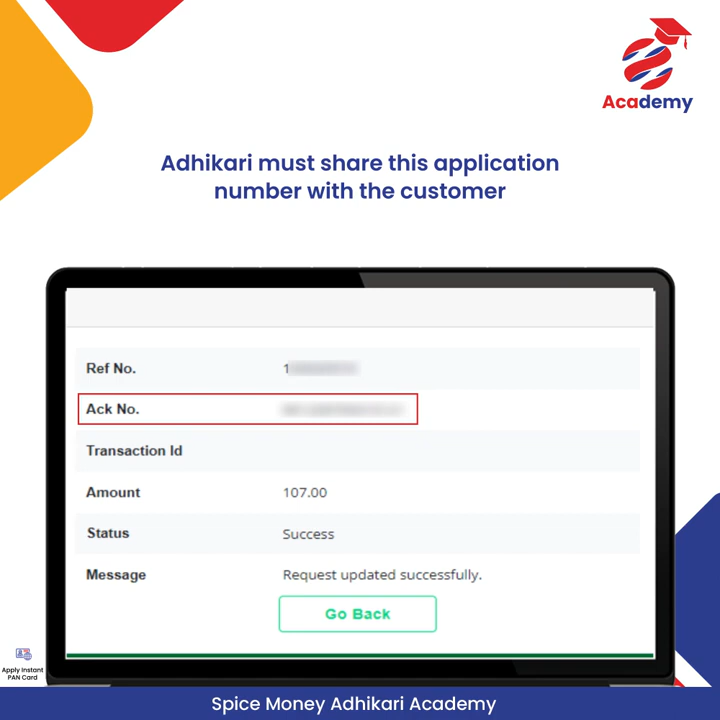 Academy
Adhikari must share this application
number with the customer
Ref No. 1
Ack No.
Transaction Id
Amount 107.00
Status Success
Message Request updated successfully.
Go Back
Apply Instant
PAN Card
Spice Money Adhikari Academy